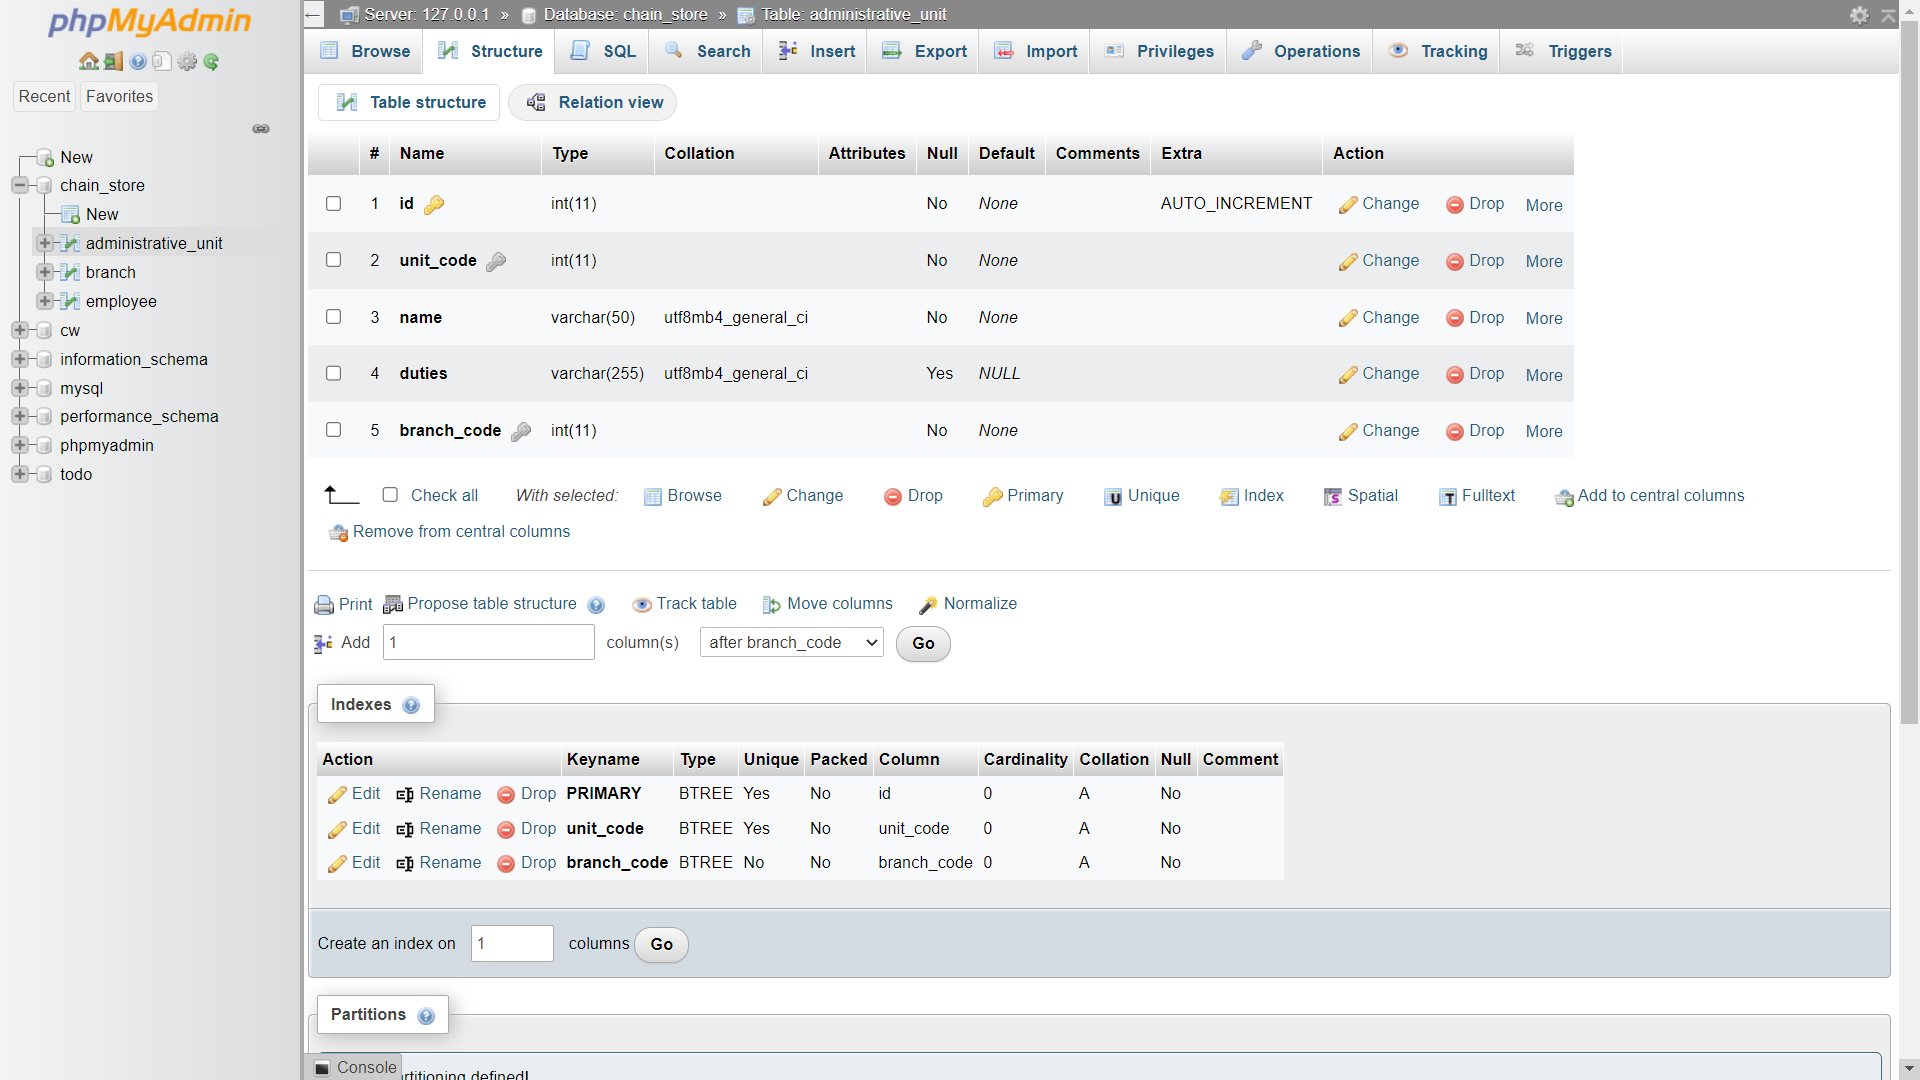 phpMyAdmin
Recent Favorites
New
chain_store
New
administrative_unit
branch
employee
cw
information_schema
mysql
performance_schema
phpmyadmin
todo
Server: 127.0.0.1 » Database: chain_store » Table: administrative_unit
Browse Structure SQL Search Insert Export Import Privileges Operations Tracking Triggers
Table structure Relation view
# Name Type Collation Attributes Null Default Comments Extra Action
1 id int(11) No None AUTO_INCREMENT Change Drop More
2 unit_code int(11) No None Change Drop More
3 name varchar(50) utf8mb4_general_ci No None Change Drop More
4 duties varchar(255) utf8mb4_general_ci Yes NULL Change Drop More
5 branch_code int(11) No None Change Drop More
Check all With selected: Browse Change Drop Primary Unique Index Spatial Fulltext Add to central columns
Remove from central columns
Print Propose table structure Track table Move columns Normalize
Add 1 column(s) after branch_code Go
Indexes
Action Keyname Type Unique Packed Column Cardinality Collation Null Comment
Edit Rename Drop PRIMARY BTREE Yes No id 0 A No
Edit Rename Drop unit_code BTREE Yes No unit_code 0 A No
Edit Rename Drop branch_code BTREE No No branch_code 0 A No
Create an index on 1 columns Go
Partitions
Console
rtitioning defined!